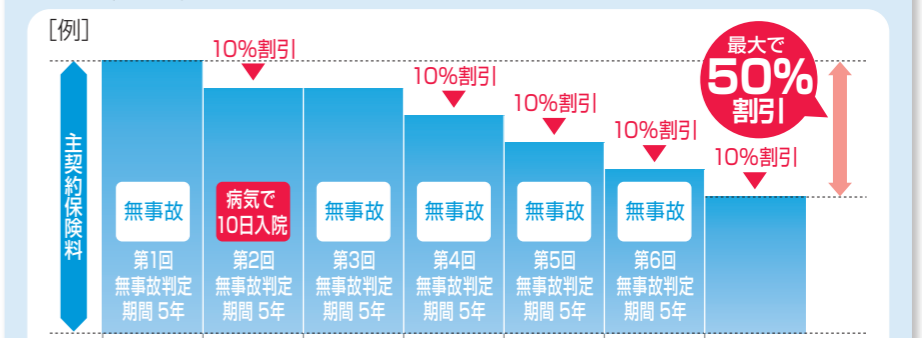 [例]
10%割引
10%割引
10%割引
10%割引
10%割引
最大で
50%
割引
主契約保険料
無事故
病気で
10日入院
無事故
無事故
無事故
無事故
第1回
無事故判定
期間 5年
第2回
無事故判定
期間 5年
第3回
無事故判定
期間 5年
第4回
無事故判定
期間 5年
第5回
無事故判定
期間 5年
第6回
無事故判定
期間 5年